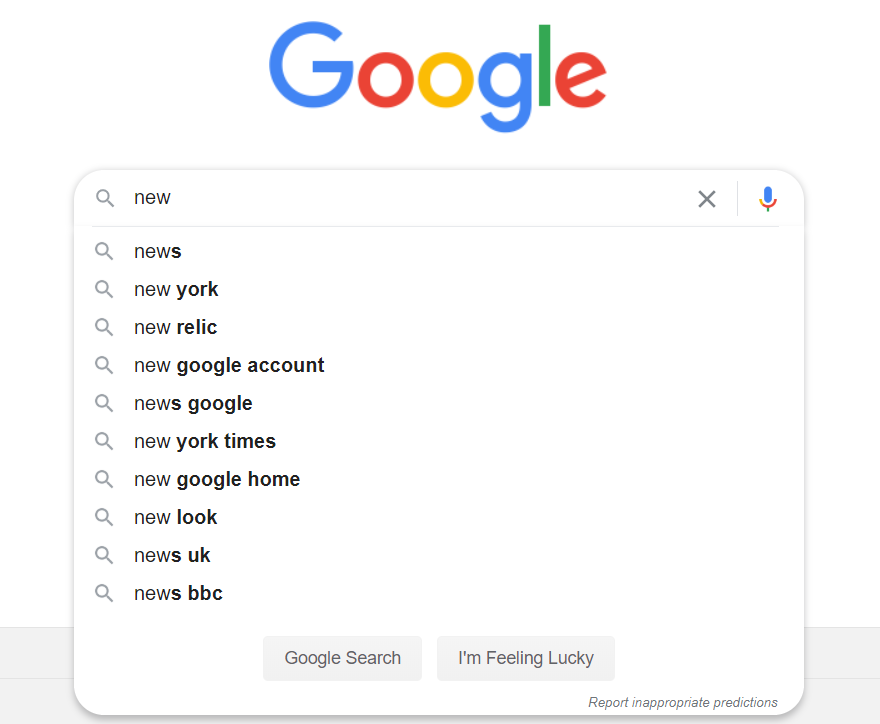 Google
new
news
new york
new relic
new google account
news google
new york times
new google home
new look
news uk
news bbc
Google Search I'm Feeling Lucky
Report inappropriate predictions